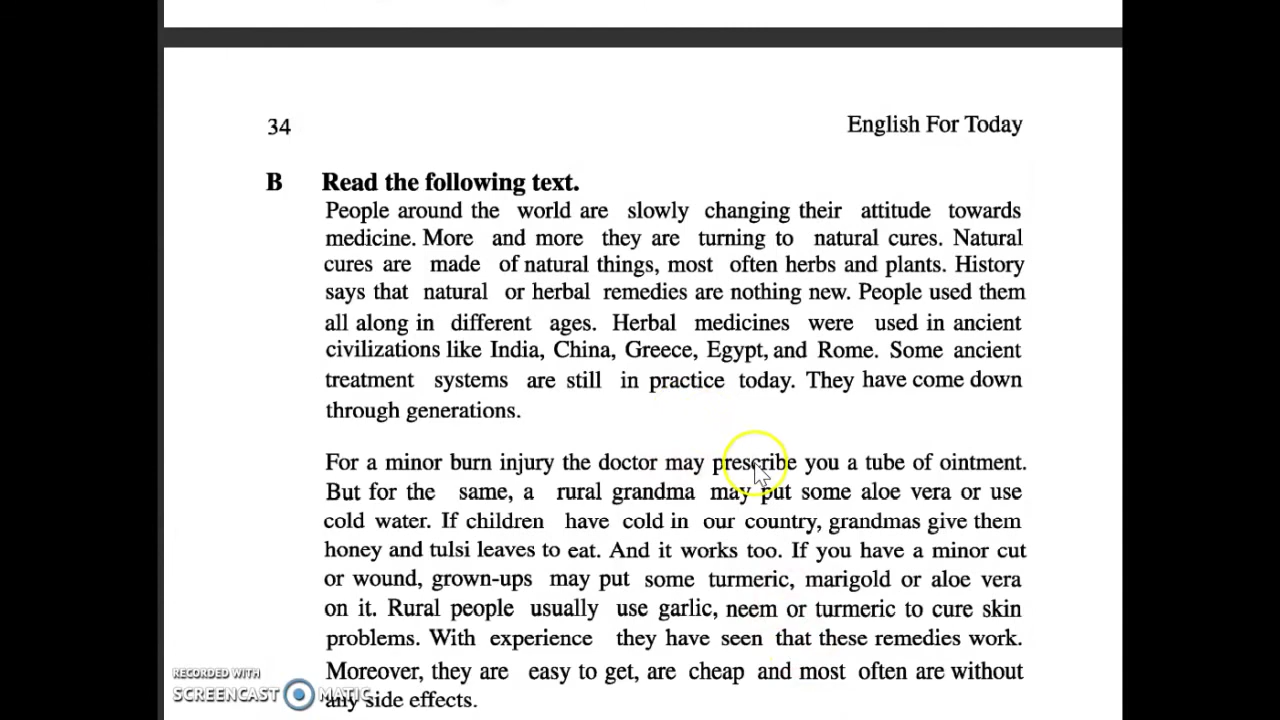 34
English For Today
B Read the following text.
People around the world are slowly changing their attitude towards
medicine. More and more they are turning to natural cures. Natural
cures are made of natural things, most often herbs and plants. History
says that natural or herbal remedies are nothing new. People used them
all along in different ages. Herbal medicines were used in ancient
civilizations like India, China, Greece, Egypt, and Rome. Some ancient
treatment systems are still in practice today. They have come down
through generations.
For a minor burn injury the doctor may prescribe you a tube of ointment.
But for the same, a rural grandma may put some aloe vera or use
cold water. If children have cold in our country, grandmas give them
honey and tulsi leaves to eat. And it works too. If you have a minor cut
or wound, grown-ups may put some turmeric, marigold or aloe vera
on it. Rural people usually use garlic, neem or turmeric to cure skin
problems. With experience they have seen that these remedies work.
Moreover, they are easy to get, are cheap and most often are without
any side effects.
RECORDED WITH
SCREENCAST MATIC